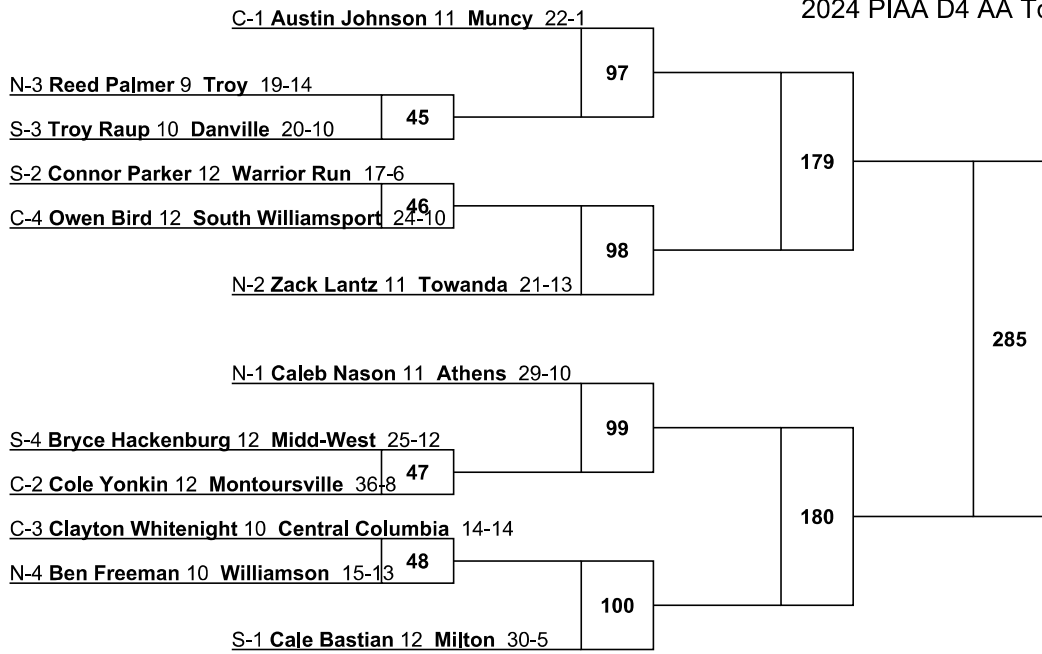 2024 PIAA D4 AA To
C-1 Austin Johnson 11 Muncy 22-1
97
N-3 Reed Palmer 9 Troy 19-14
45
S-3 Troy Raup 10 Danville 20-10
179
S-2 Connor Parker 12 Warrior Run 17-6
46
C-4 Owen Bird 12 South Williamsport 24-10
98
N-2 Zack Lantz 11 Towanda 21-13
285
N-1 Caleb Nason 11 Athens 29-10
99
S-4 Bryce Hackenburg 12 Midd-West 25-12
47
C-2 Cole Yonkin 12 Montoursville 36-8
180
C-3 Clayton Whitenight 10 Central Columbia 14-14
48
N-4 Ben Freeman 10 Williamson 15-13
100
S-1 Cale Bastian 12 Milton 30-5